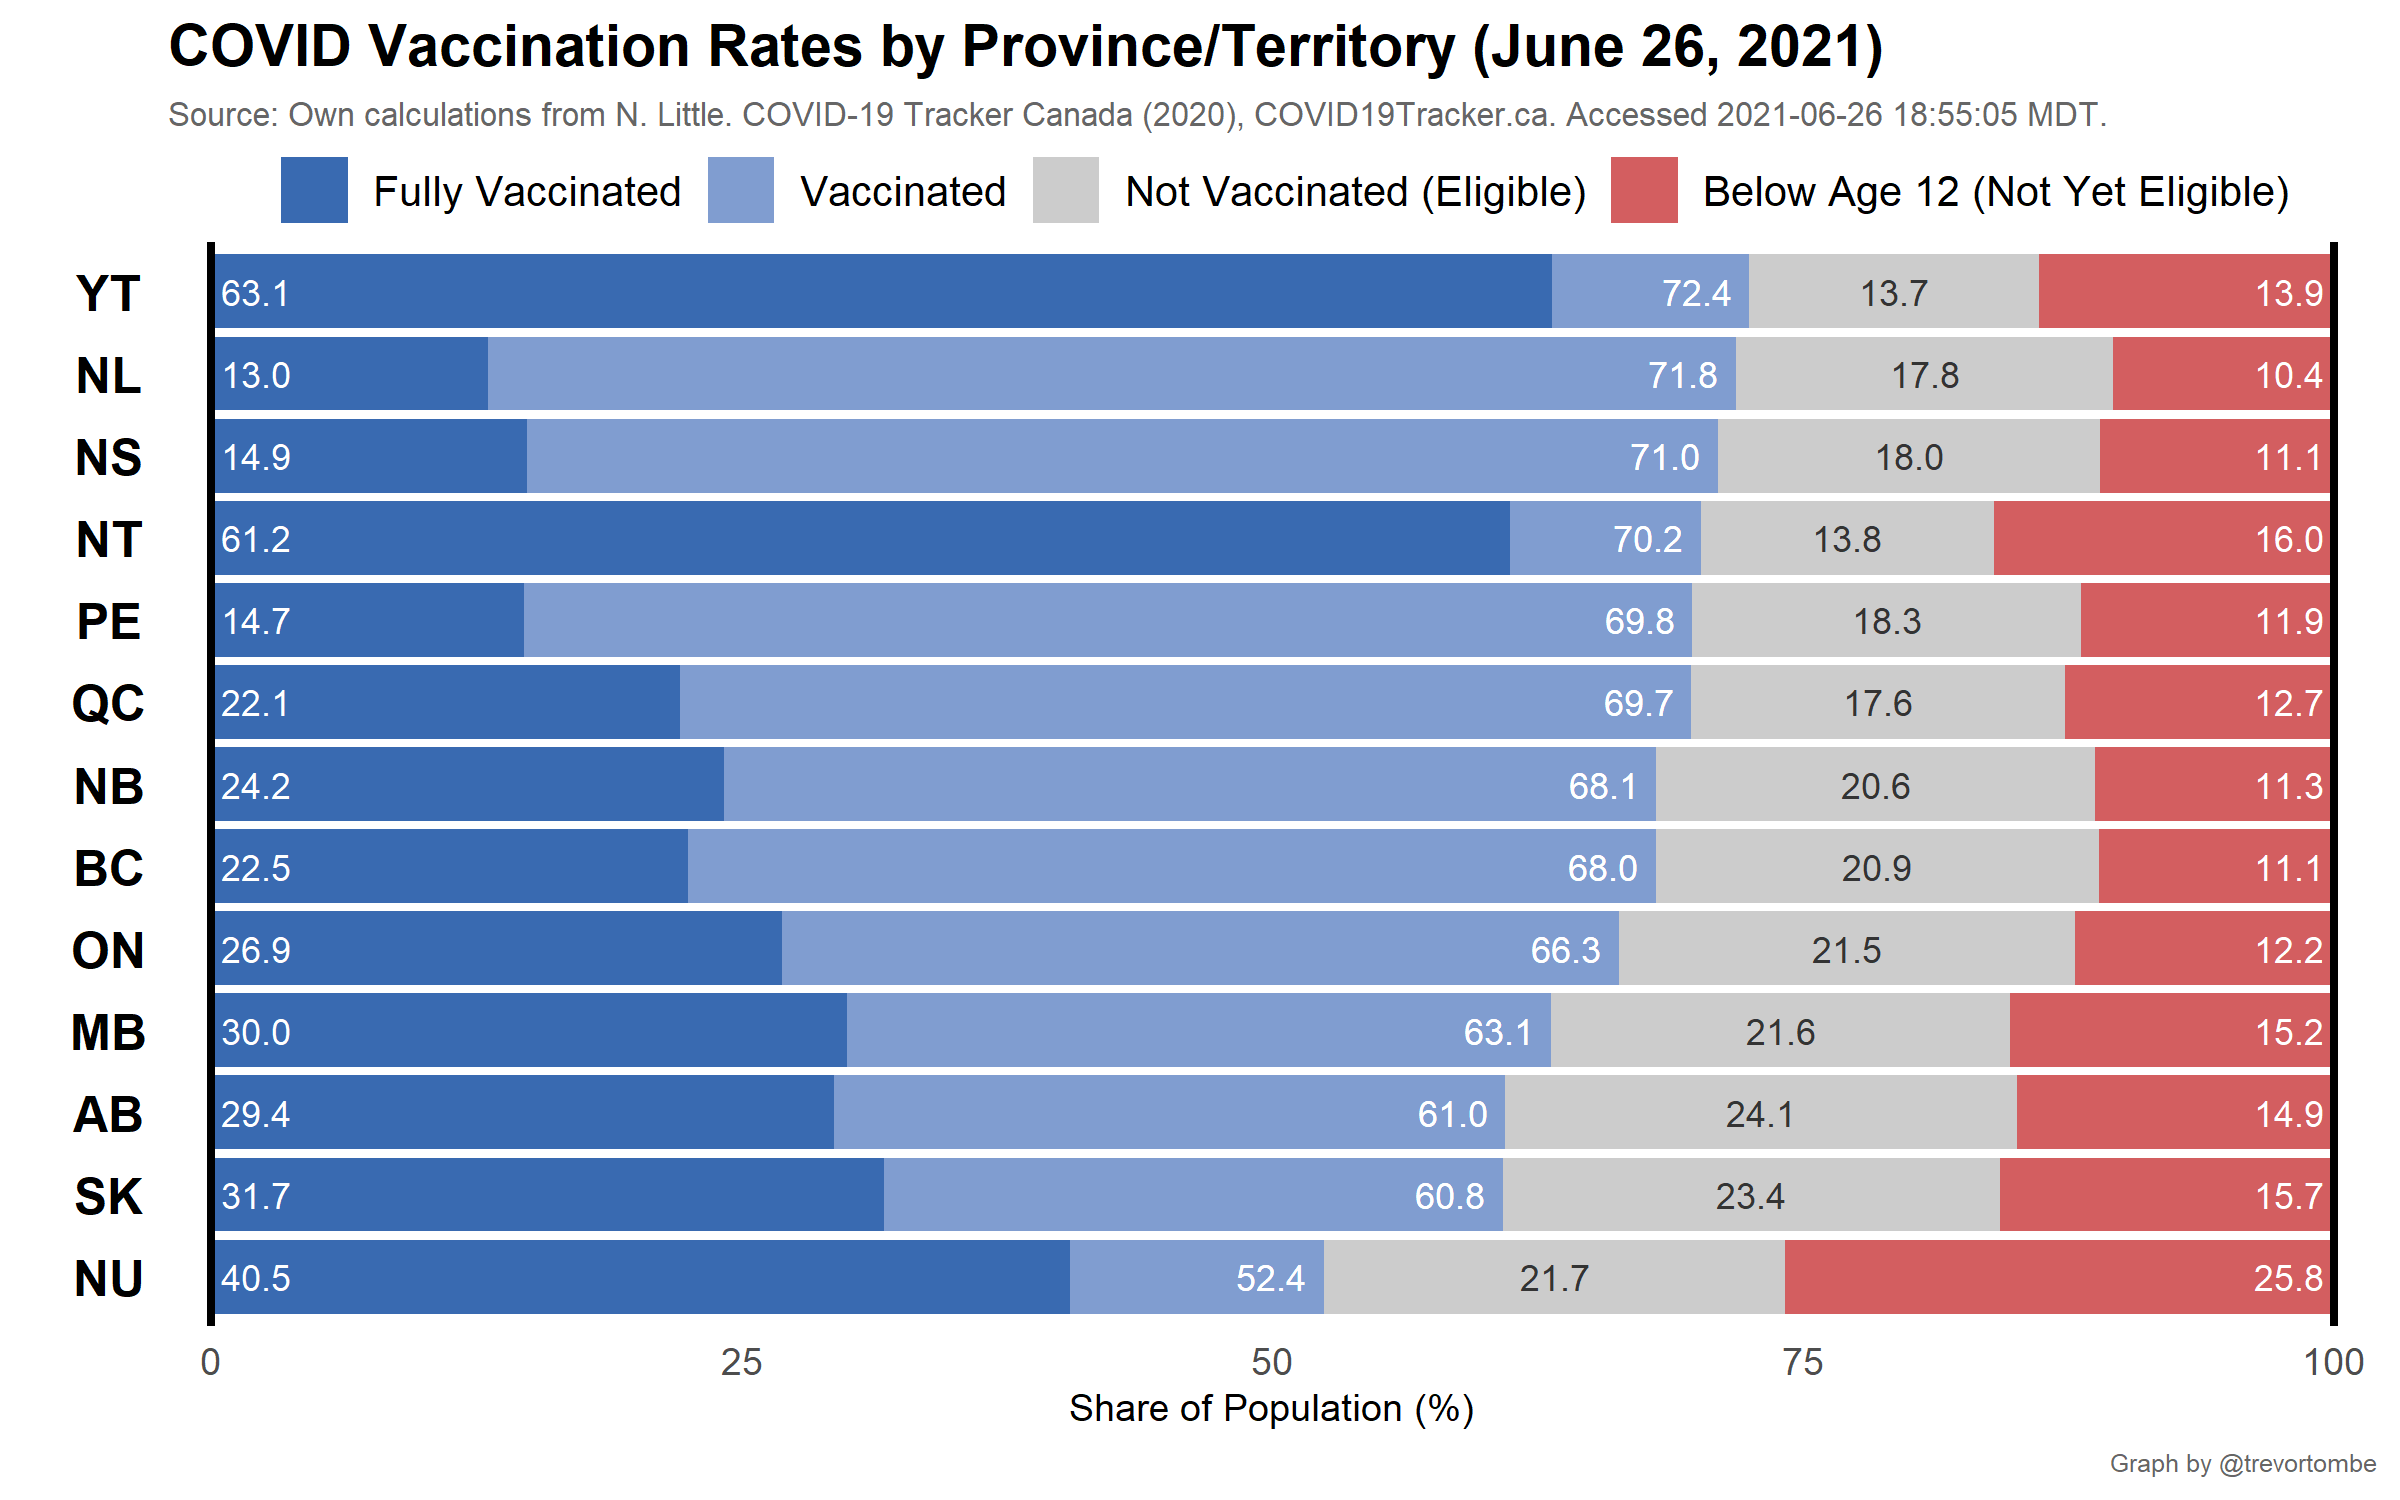 COVID Vaccination Rates by Province/Territory (June 26, 2021)
Source: Own calculations from N. Little. COVID-19 Tracker Canada (2020), COVID19Tracker.ca. Accessed 2021-06-26 18:55:05 MDT.
Fully Vaccinated Vaccinated Not Vaccinated (Eligible) Below Age 12 (Not Yet Eligible)
YT 63.1 72.4 13.7 13.9
NL 13.0 71.8 17.8 10.4
NS 14.9 71.0 18.0 11.1
NT 61.2 70.2 13.8 16.0
PE 14.7 69.8 18.3 11.9
QC 22.1 69.7 17.6 12.7
NB 24.2 68.1 20.6 11.3
BC 22.5 68.0 20.9 11.1
ON 26.9 66.3 21.5 12.2
MB 30.0 63.1 21.6 15.2
AB 29.4 61.0 24.1 14.9
SK 31.7 60.8 23.4 15.7
NU 40.5 52.4 21.7 25.8
0 25 50 75 100
Share of Population (%)
Graph by @trevortombe